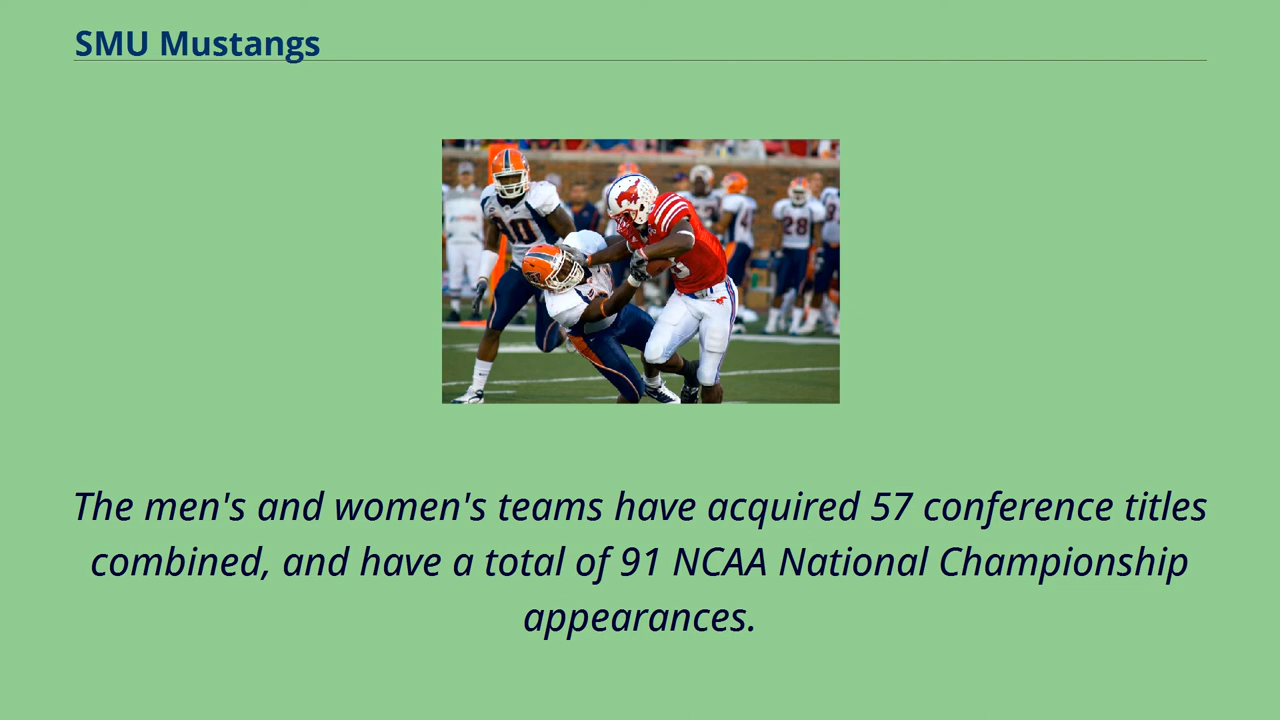 SMU Mustangs
28
The men's and women's teams have acquired 57 conference titles
combined, and have a total of 91 NCAA National Championship
appearances.